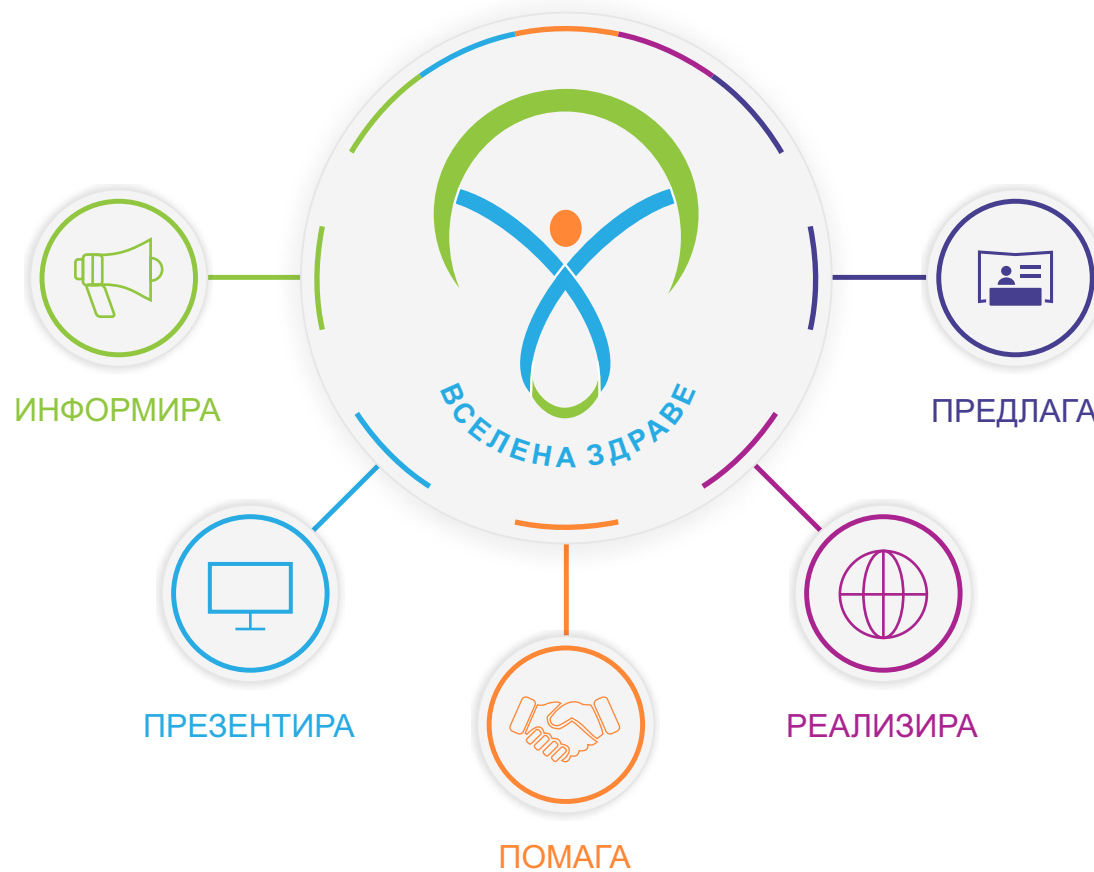 ВСЕЛЕНА ЗДРАВЕ
ИНФОРМИРА
ПРЕДЛАГА
ПРЕЗЕНТИРА
РЕАЛИЗИРА
ПОМАГА